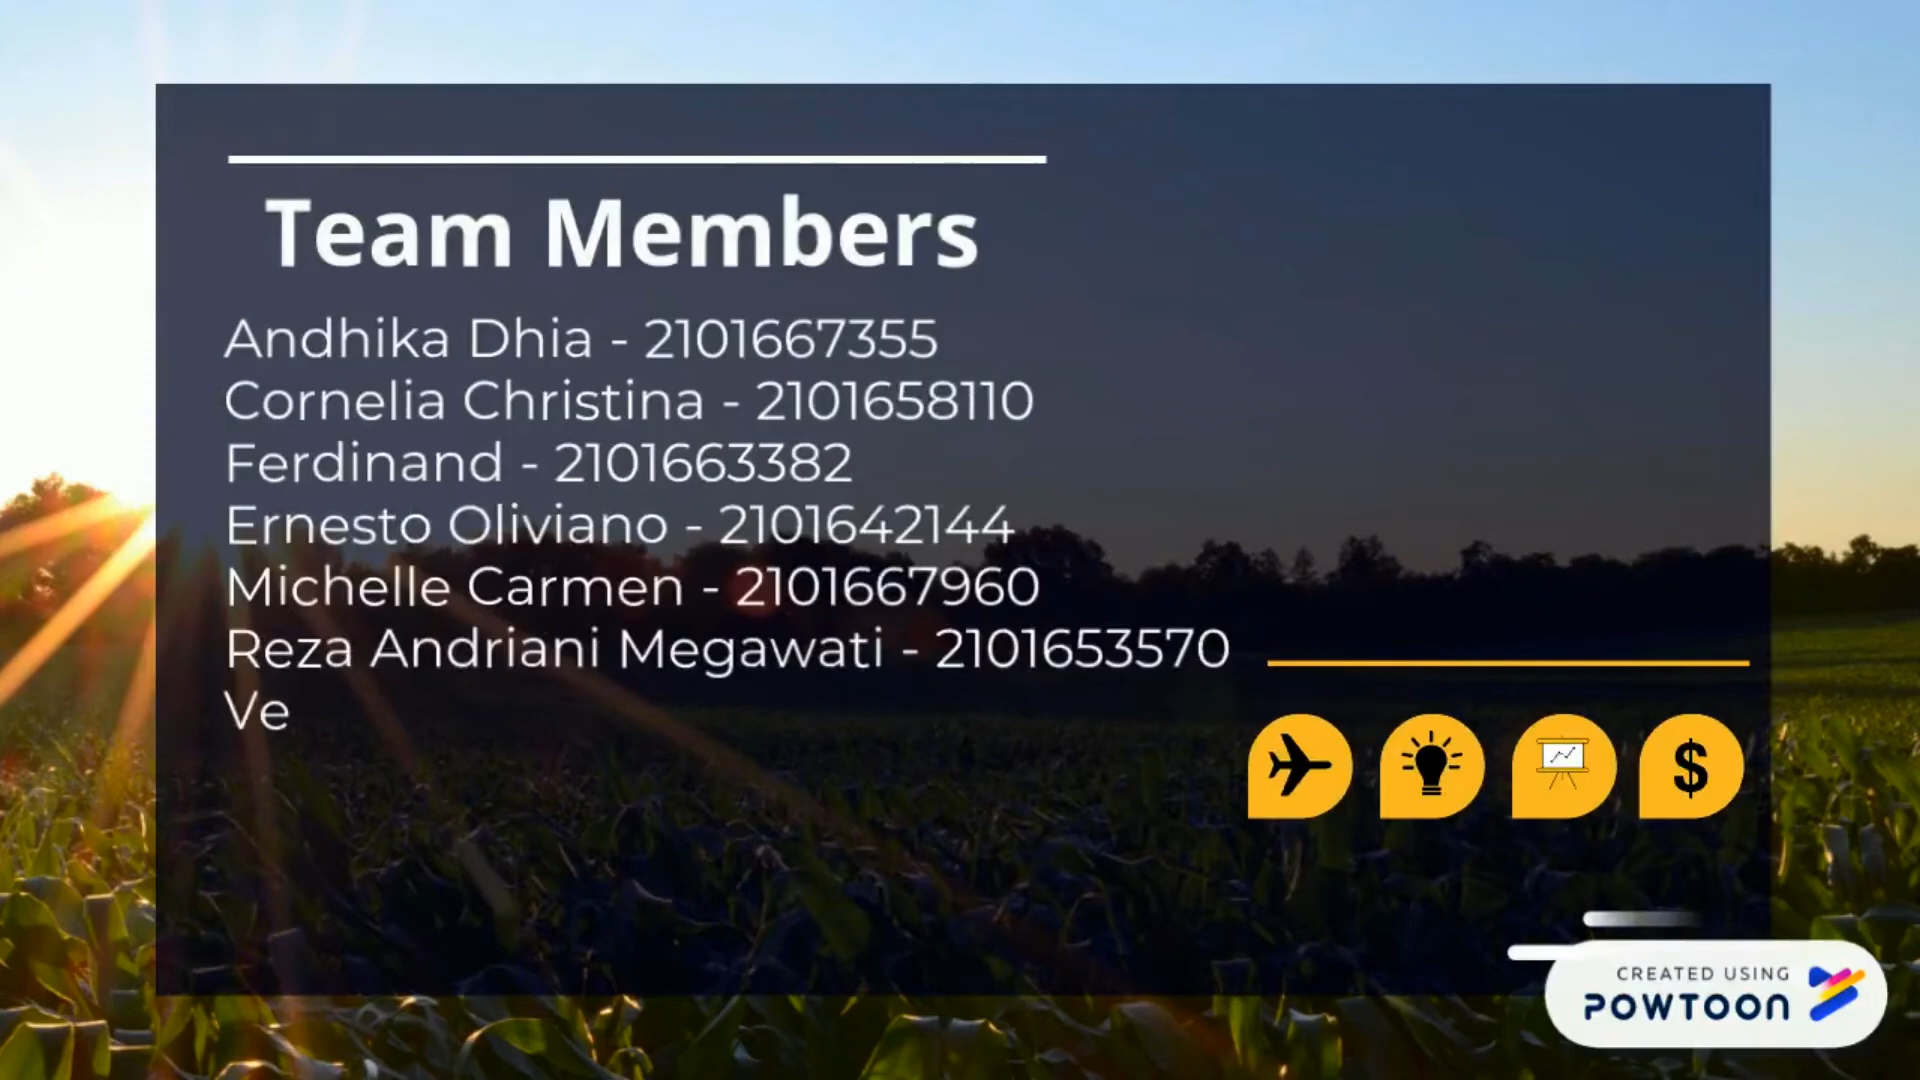 Team Members
Andhika Dhia - 2101667355
Cornelia Christina - 2101658110
Ferdinand - 2101663382
Ernesto Oliviano - 2101642144
Michelle Carmen - 2101667960
Reza Andriani Megawati - 2101653570
Ve
$
CREATED USING
POWTOON